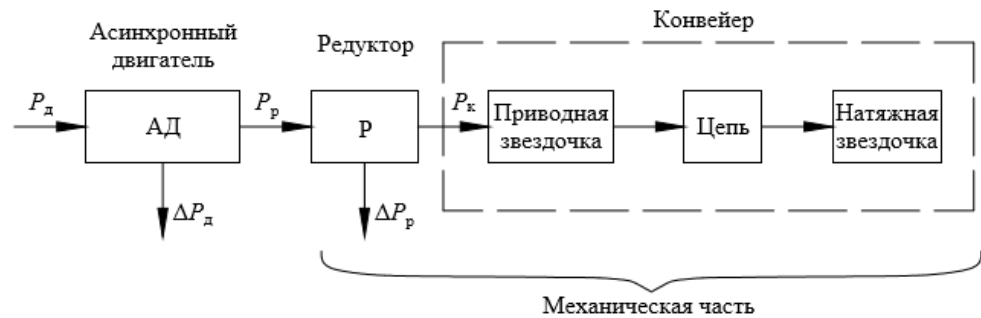 Асинхронный
двигатель
Редуктор
Конвейер
Pд
АД
Pр
Р
Pк
Приводная
звездочка
Цепь
Натяжная
звездочка
ΔPд
ΔPр
Механическая часть